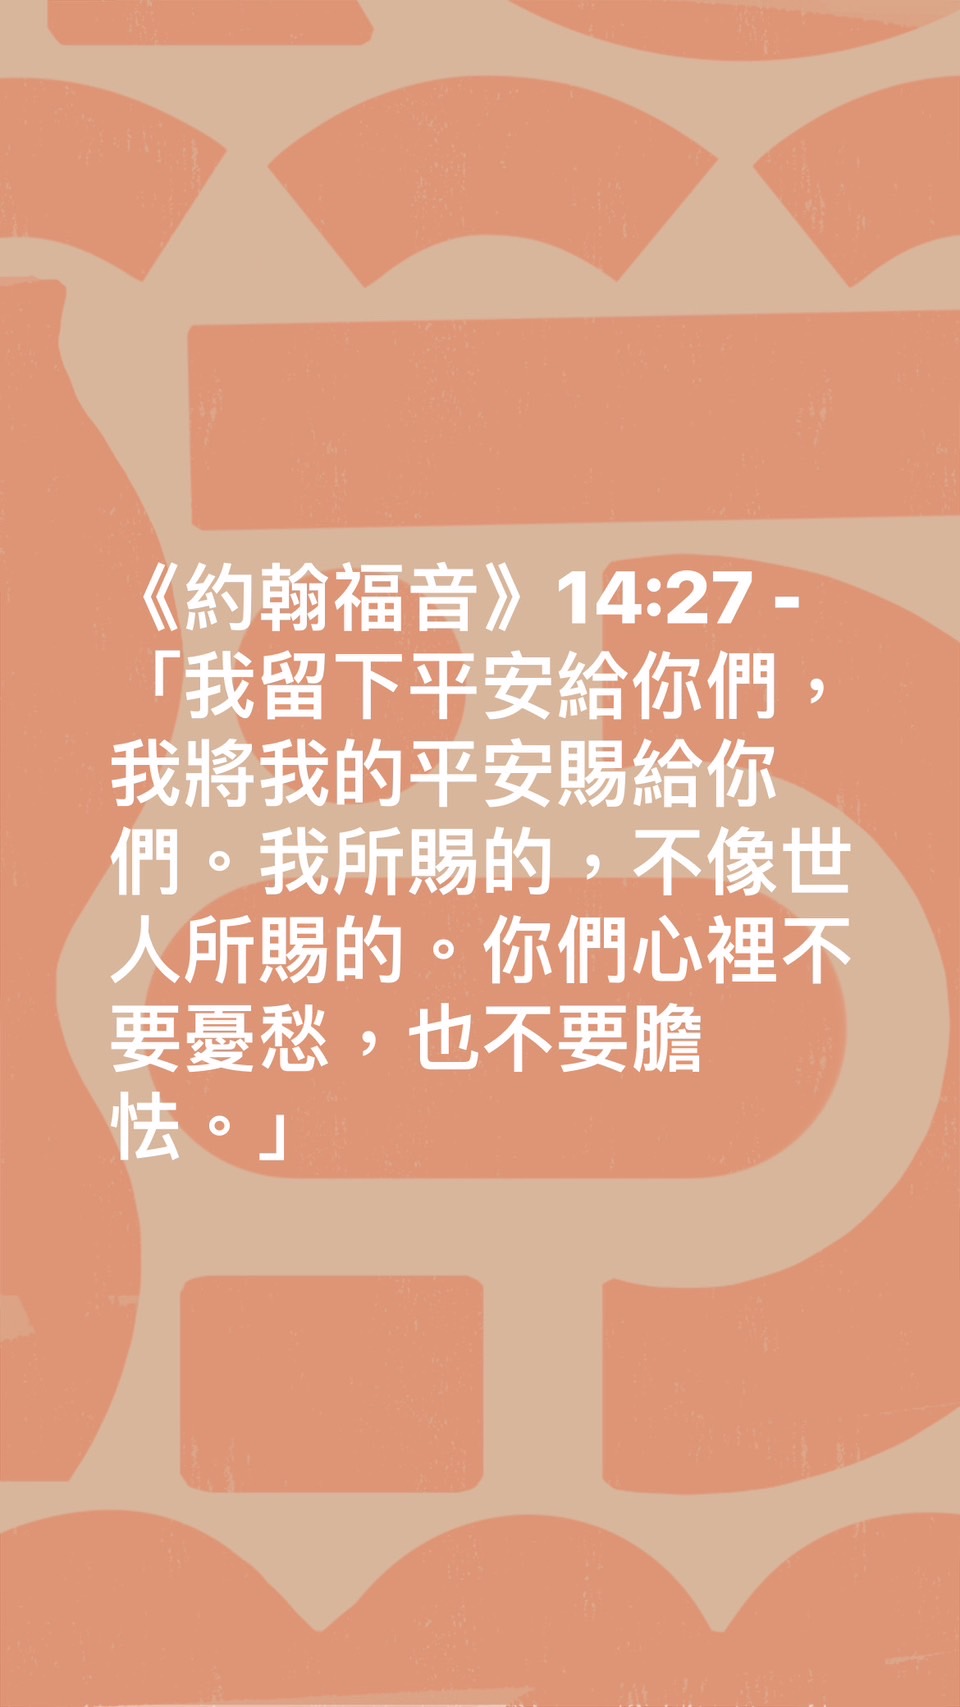 《約翰福音》14:27 -
「我留下平安給你們，
我將我的平安賜給你
們。我所賜的，不像世
人所賜的。你們心裡不
要憂愁，也不要膽
怯。」